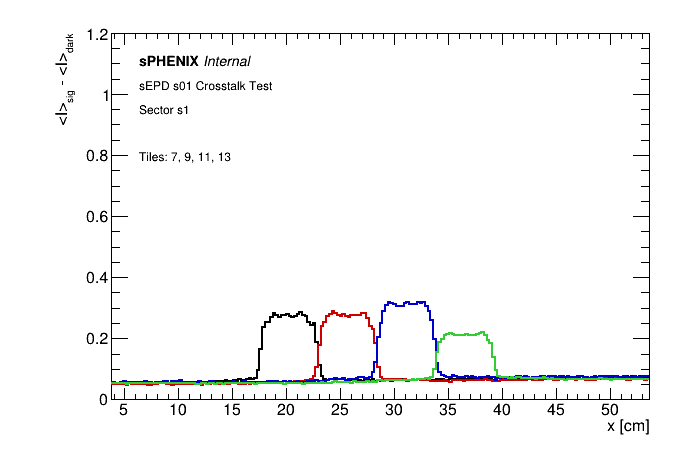 1.2
1
0.8
0.6
0.4
0.2
0
<I>sig - <I>dark
sPHENIX Internal
sEPD s01 Crosstalk Test
Sector s1
Tiles: 7, 9, 11, 13
5 10 15 20 25 30 35 40 45 50
x [cm]